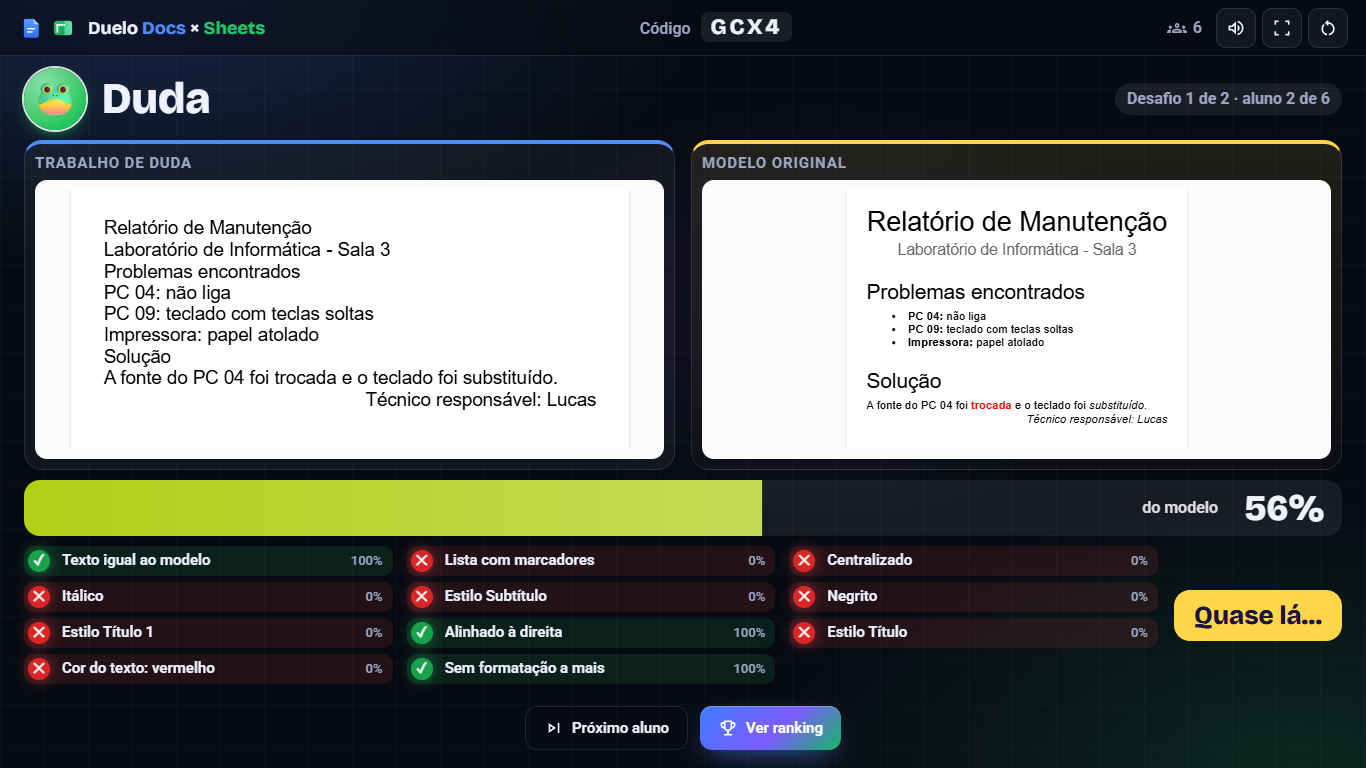 Duelo Docs × Sheets
Código GCX4
6
Duda
Desafio 1 de 2 · aluno 2 de 6
TRABALHO DE DUDA
Relatório de Manutenção
Laboratório de Informática - Sala 3
Problemas encontrados
PC 04: não liga
PC 09: teclado com teclas soltas
Impressora: papel atolado
Solução
A fonte do PC 04 foi trocada e o teclado foi substituído.
Técnico responsável: Lucas
MODELO ORIGINAL
Relatório de Manutenção
Laboratório de Informática - Sala 3
Problemas encontrados
• PC 04: não liga
• PC 09: teclado com teclas soltas
• Impressora: papel atolado
Solução
A fonte do PC 04 foi trocada e o teclado foi substituído.
Técnico responsável: Lucas
do modelo 56%
Texto igual ao modelo 100%
Lista com marcadores 0%
Centralizado 0%
Itálico 0%
Estilo Subtítulo 0%
Negrito 0%
Estilo Título 1 0%
Alinhado à direita 100%
Estilo Título 0%
Cor do texto: vermelho 0%
Sem formatação a mais 100%
Quase lá...
Próximo aluno
Ver ranking